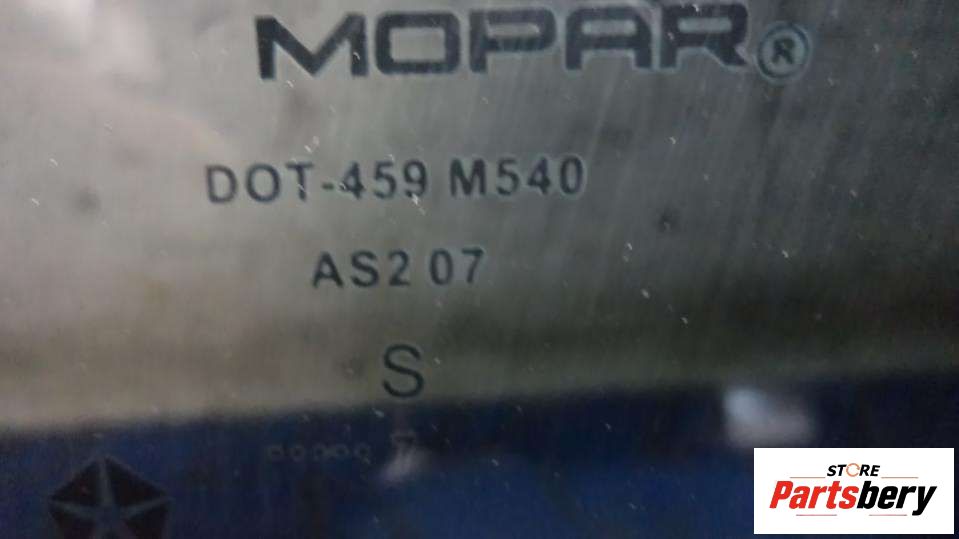 MOPAR®
DOT-459 M540
AS2 07
S
STORE
Partsbery